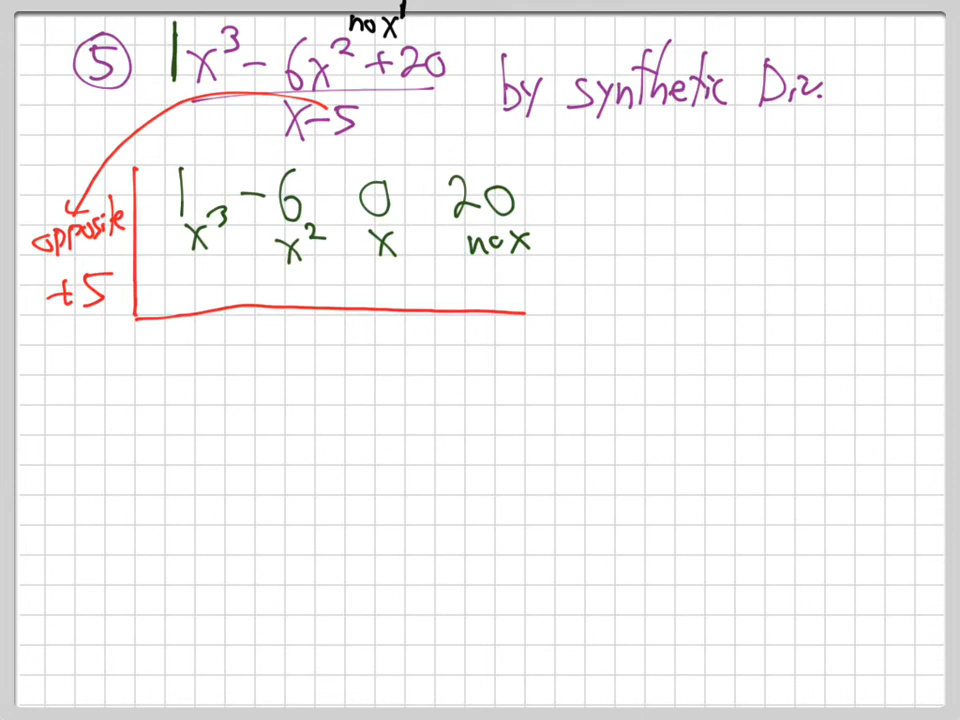 no x¹
⑤ 1x³ - 6x² + 20 by synthetic Div.
x - 5
1 -6 0 20
opposite x³ x² x no x
+5